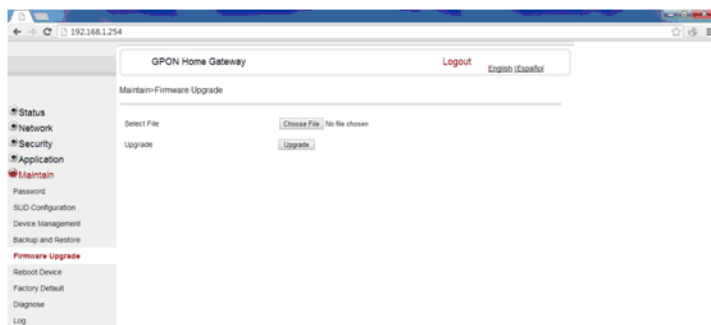 192.168.1.254
GPON Home Gateway
Logout
English |Español
Maintain>Firmware Upgrade
Status
Network
Security
Application
Maintain
Password
SLID Configuration
Device Management
Backup and Restore
Firmware Upgrade
Reboot Device
Factory Default
Diagnose
Log
Select File
Choose File No file chosen
Upgrade
Upgrade